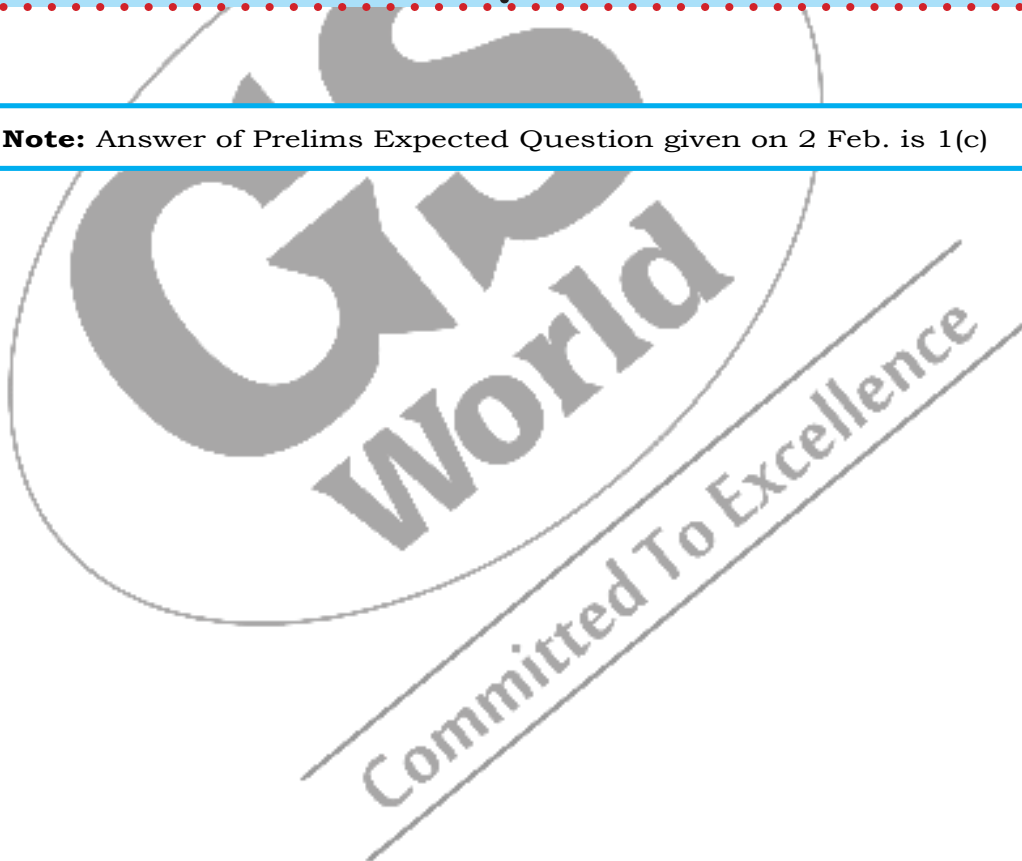 Note: Answer of Prelims Expected Question given on 2 Feb. is 1(c)
GS
World
Committed To Excellence